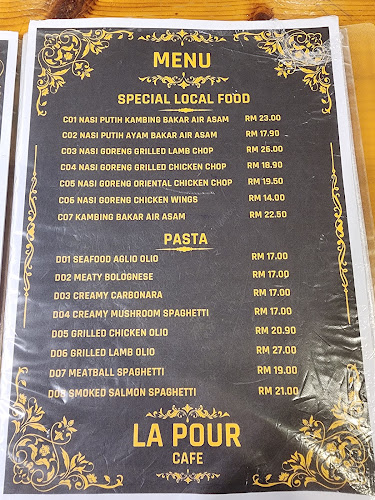 MENU
SPECIAL LOCAL FOOD
C01 NASI PUTIH KAMBING BAKAR AIR ASAM RM 23.00
C02 NASI PUTIH AYAM BAKAR AIR ASAM RM 17.90
C03 NASI GORENG GRILLED LAMB CHOP RM 26.00
C04 NASI GORENG GRILLED CHICKEN CHOP RM 18.90
C05 NASI GORENG ORIENTAL CHICKEN CHOP RM 19.50
C06 NASI GORENG CHICKEN WINGS RM 14.00
C07 KAMBING BAKAR AIR ASAM RM 22.50
PASTA
D01 SEAFOOD AGLIO OLIO RM 17.00
D02 MEATY BOLOGNESE RM 17.00
D03 CREAMY CARBONARA RM 17.00
D04 CREAMY MUSHROOM SPAGHETTI RM 17.00
D05 GRILLED CHICKEN OLIO RM 20.90
D06 GRILLED LAMB OLIO RM 27.00
D07 MEATBALL SPAGHETTI RM 19.00
D08 SMOKED SALMON SPAGHETTI RM 21.00
LA POUR
CAFE